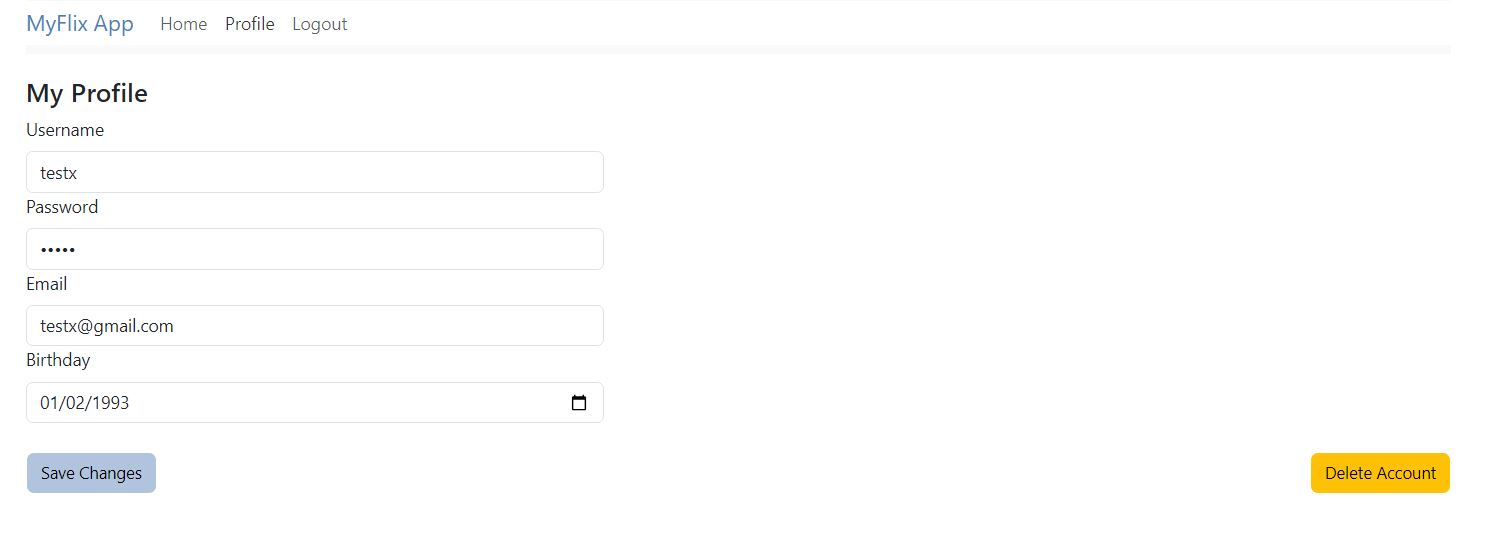 MyFlix App Home Profile Logout
My Profile
Username
testx
Password
•••••
Email
testx@gmail.com
Birthday
01/02/1993
Save Changes Delete Account